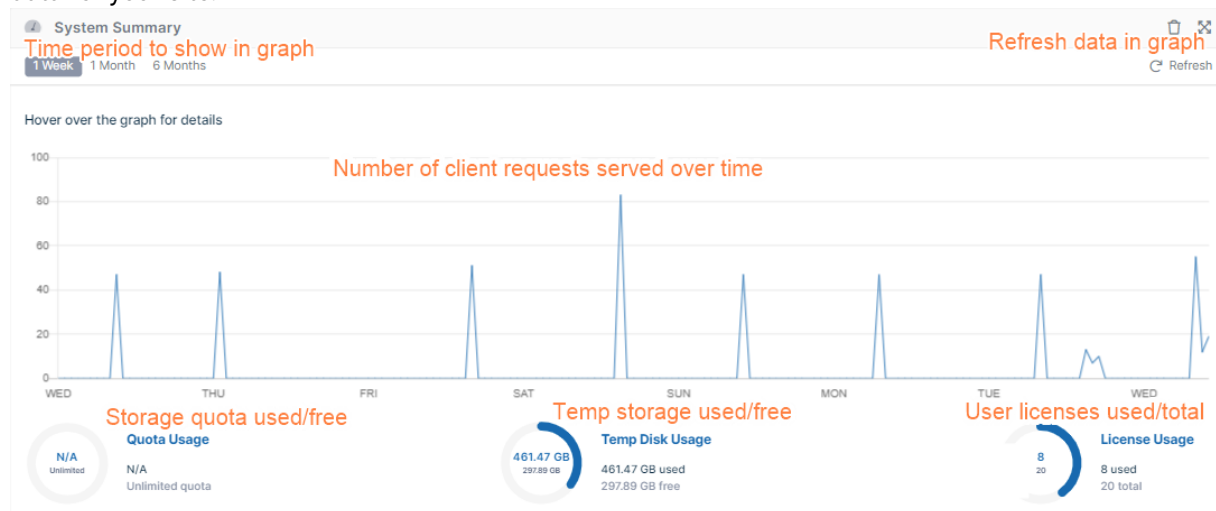 System Summary
Time period to show in graph
Refresh data in graph
1 Week 1 Month 6 Months
Refresh
Hover over the graph for details
Number of client requests served over time
100
80
60
40
20
0
WED THU FRI SAT SUN MON TUE WED
Storage quota used/free
Temp storage used/free
User licenses used/total
N/A
Unlimited
Quota Usage
N/A
Unlimited quota
461.47 GB
297.89 GB
Temp Disk Usage
461.47 GB used
297.89 GB free
8
20
License Usage
8 used
20 total